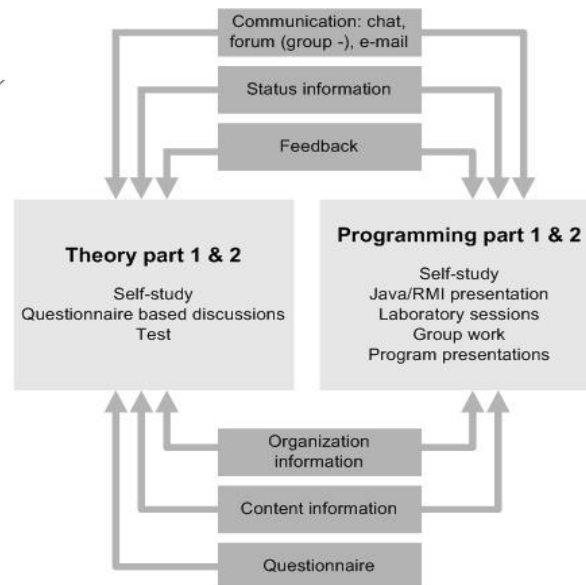 Communication: chat,
forum (group -), e-mail
Status information
Feedback
Theory part 1 & 2
Self-study
Questionnaire based discussions
Test
Programming part 1 & 2
Self-study
Java/RMI presentation
Laboratory sessions
Group work
Program presentations
Organization
information
Content information
Questionnaire